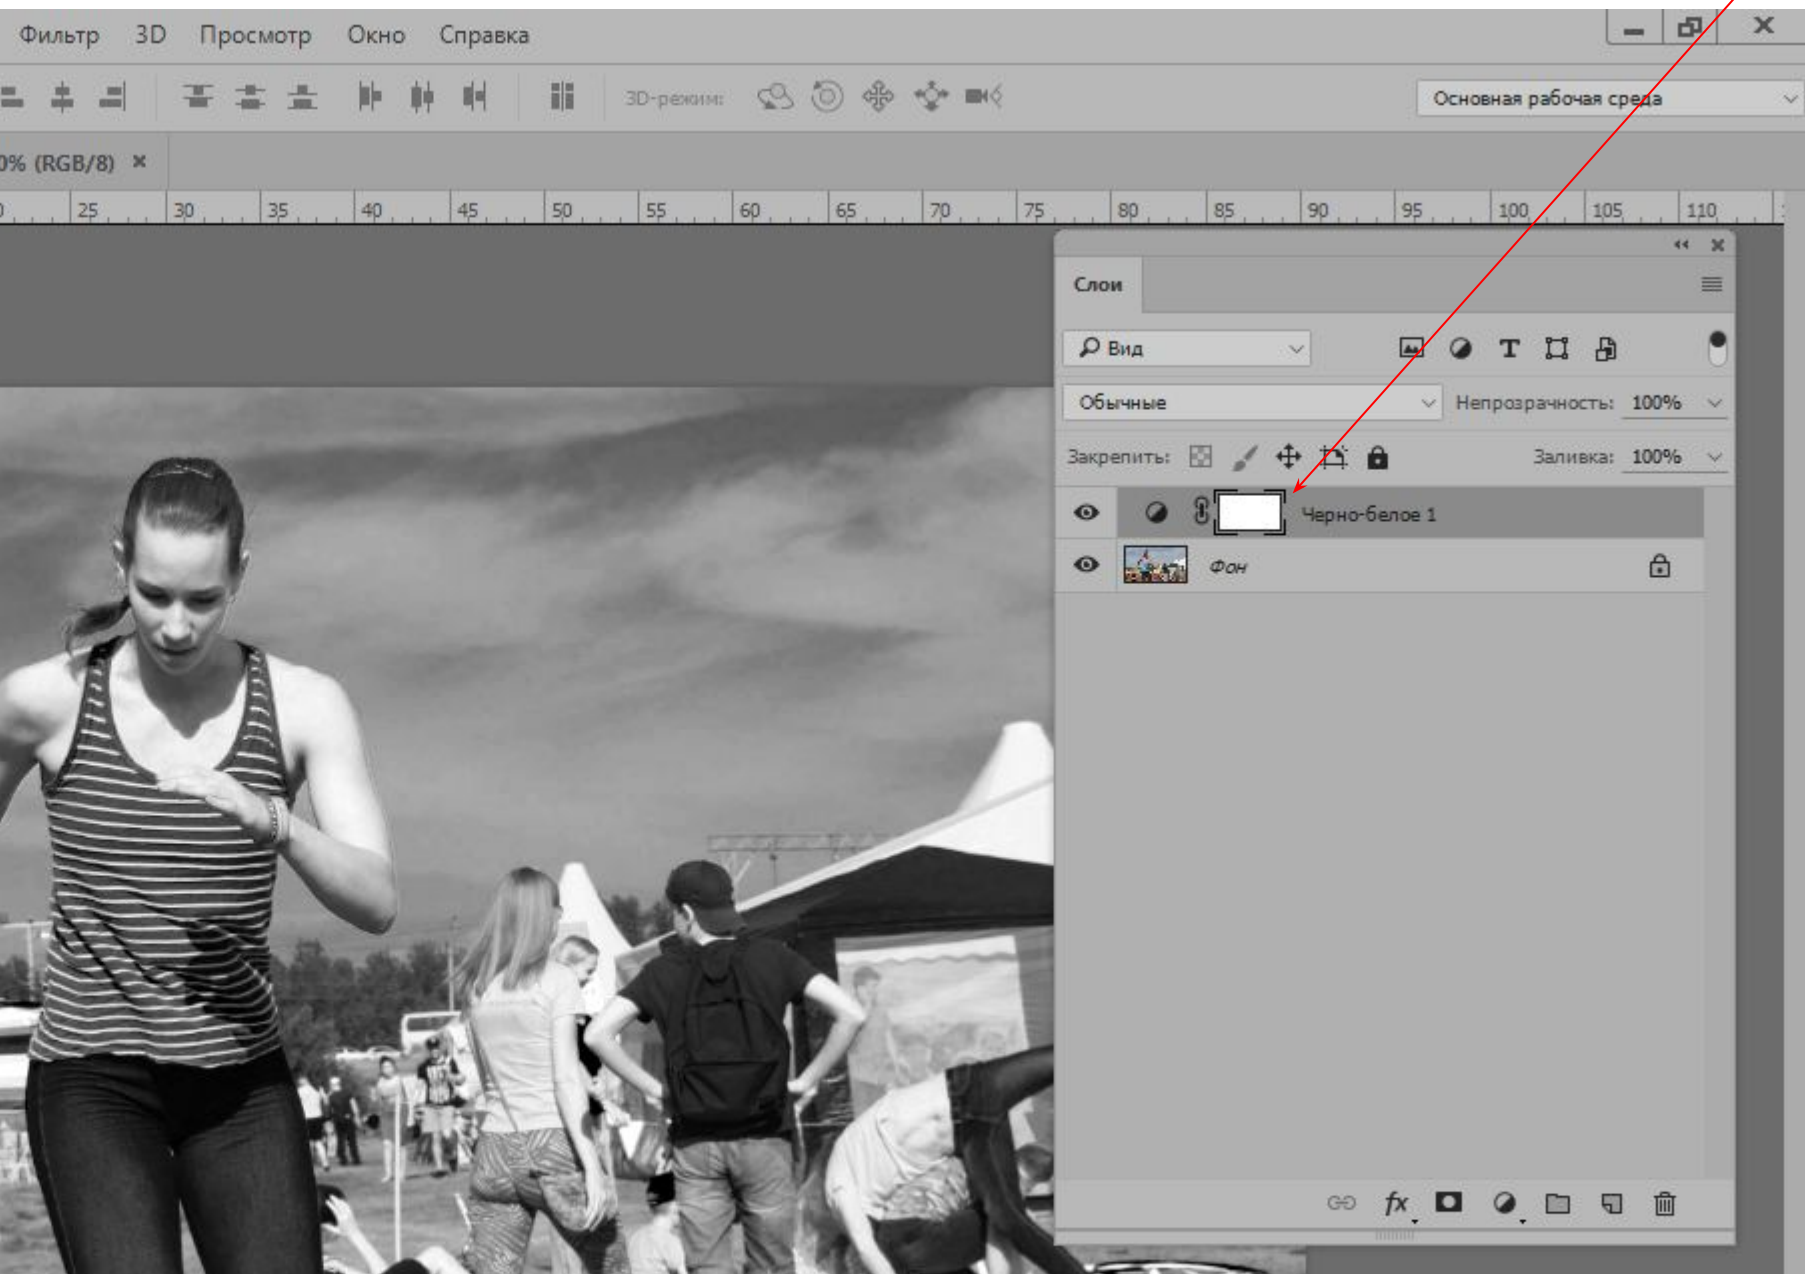 Фильтр 3D Просмотр Окно Справка
3D-режим: Основная рабочая среда
0% (RGB/8) ×
25 30 35 40 45 50 55 60 65 70 75 80 85 90 95 100 105 110
Слои
Вид
Обычные Непрозрачность: 100%
Закрепить: Заливка: 100%
Черно-белое 1
Фон
fx